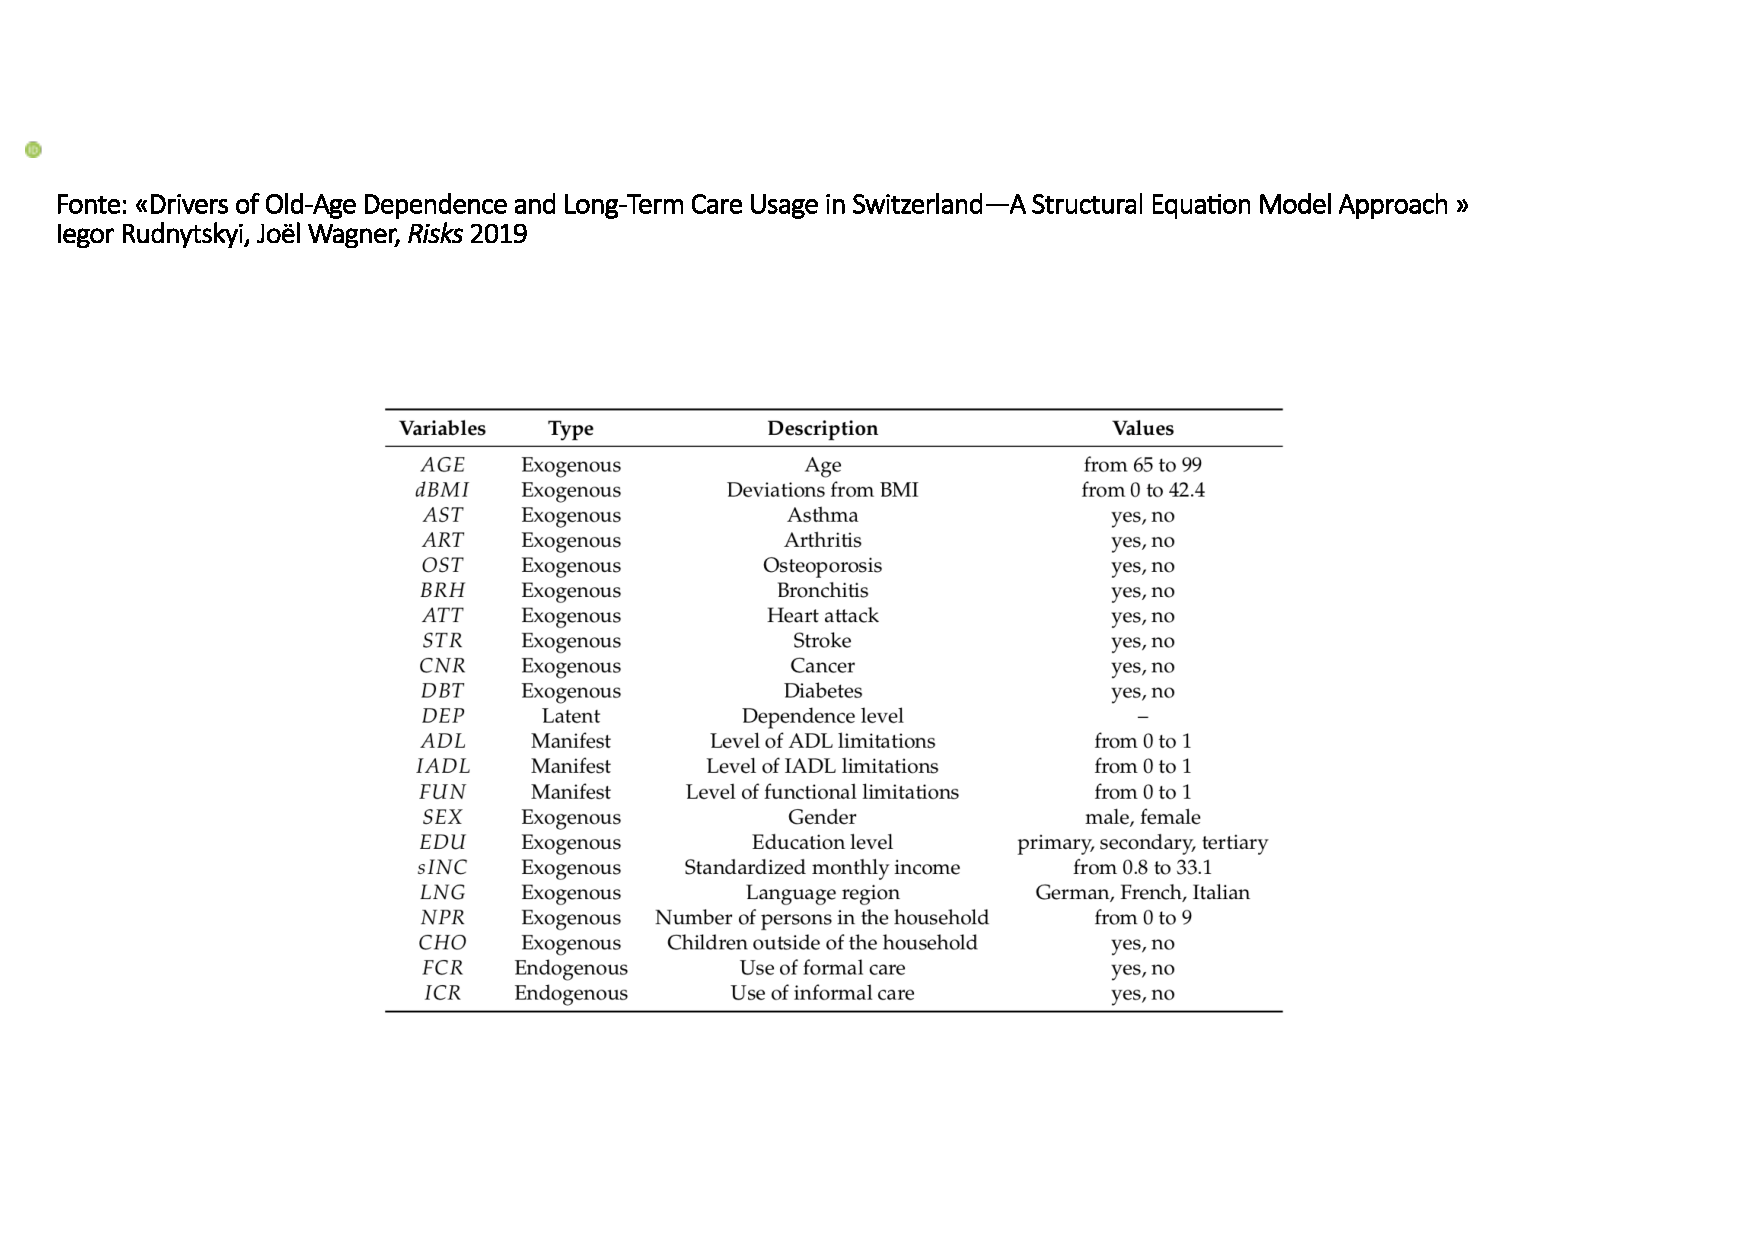 iD
Fonte: «Drivers of Old-Age Dependence and Long-Term Care Usage in Switzerland—A Structural Equation Model Approach »
Iegor Rudnytskyi, Joël Wagner, Risks 2019
Variables Type Description Values
AGE Exogenous Age from 65 to 99
dBMI Exogenous Deviations from BMI from 0 to 42.4
AST Exogenous Asthma yes, no
ART Exogenous Arthritis yes, no
OST Exogenous Osteoporosis yes, no
BRH Exogenous Bronchitis yes, no
ATT Exogenous Heart attack yes, no
STR Exogenous Stroke yes, no
CNR Exogenous Cancer yes, no
DBT Exogenous Diabetes yes, no
DEP Latent Dependence level –
ADL Manifest Level of ADL limitations from 0 to 1
IADL Manifest Level of IADL limitations from 0 to 1
FUN Manifest Level of functional limitations from 0 to 1
SEX Exogenous Gender male, female
EDU Exogenous Education level primary, secondary, tertiary
sINC Exogenous Standardized monthly income from 0.8 to 33.1
LNG Exogenous Language region German, French, Italian
NPR Exogenous Number of persons in the household from 0 to 9
CHO Exogenous Children outside of the household yes, no
FCR Endogenous Use of formal care yes, no
ICR Endogenous Use of informal care yes, no